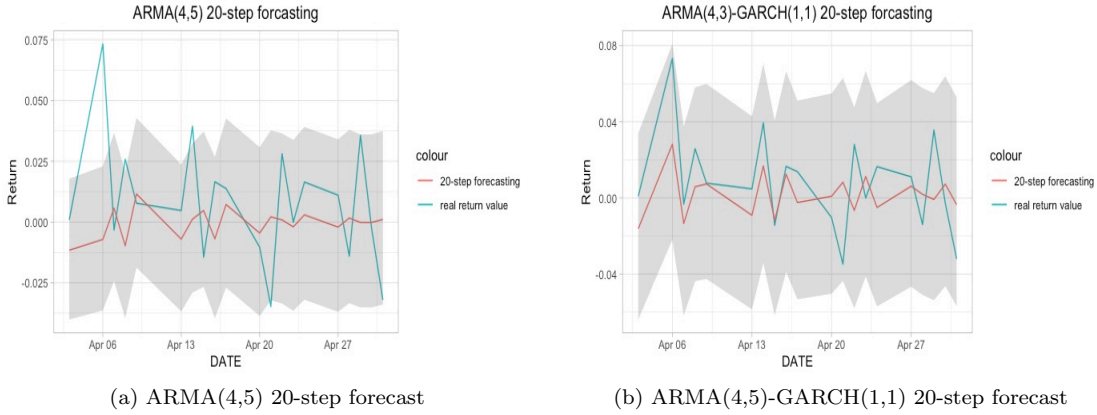 ARMA(4,5) 20-step forcasting
0.075
0.050
0.025
0.000
-0.025
Return
Apr 06
Apr 13
Apr 20
Apr 27
DATE
colour
20-step forecasting
real return value
(a) ARMA(4,5) 20-step forecast
ARMA(4,3)-GARCH(1,1) 20-step forcasting
0.08
0.04
0.00
-0.04
Return
Apr 06
Apr 13
Apr 20
Apr 27
DATE
colour
20-step forecasting
real return value
(b) ARMA(4,5)-GARCH(1,1) 20-step forecast